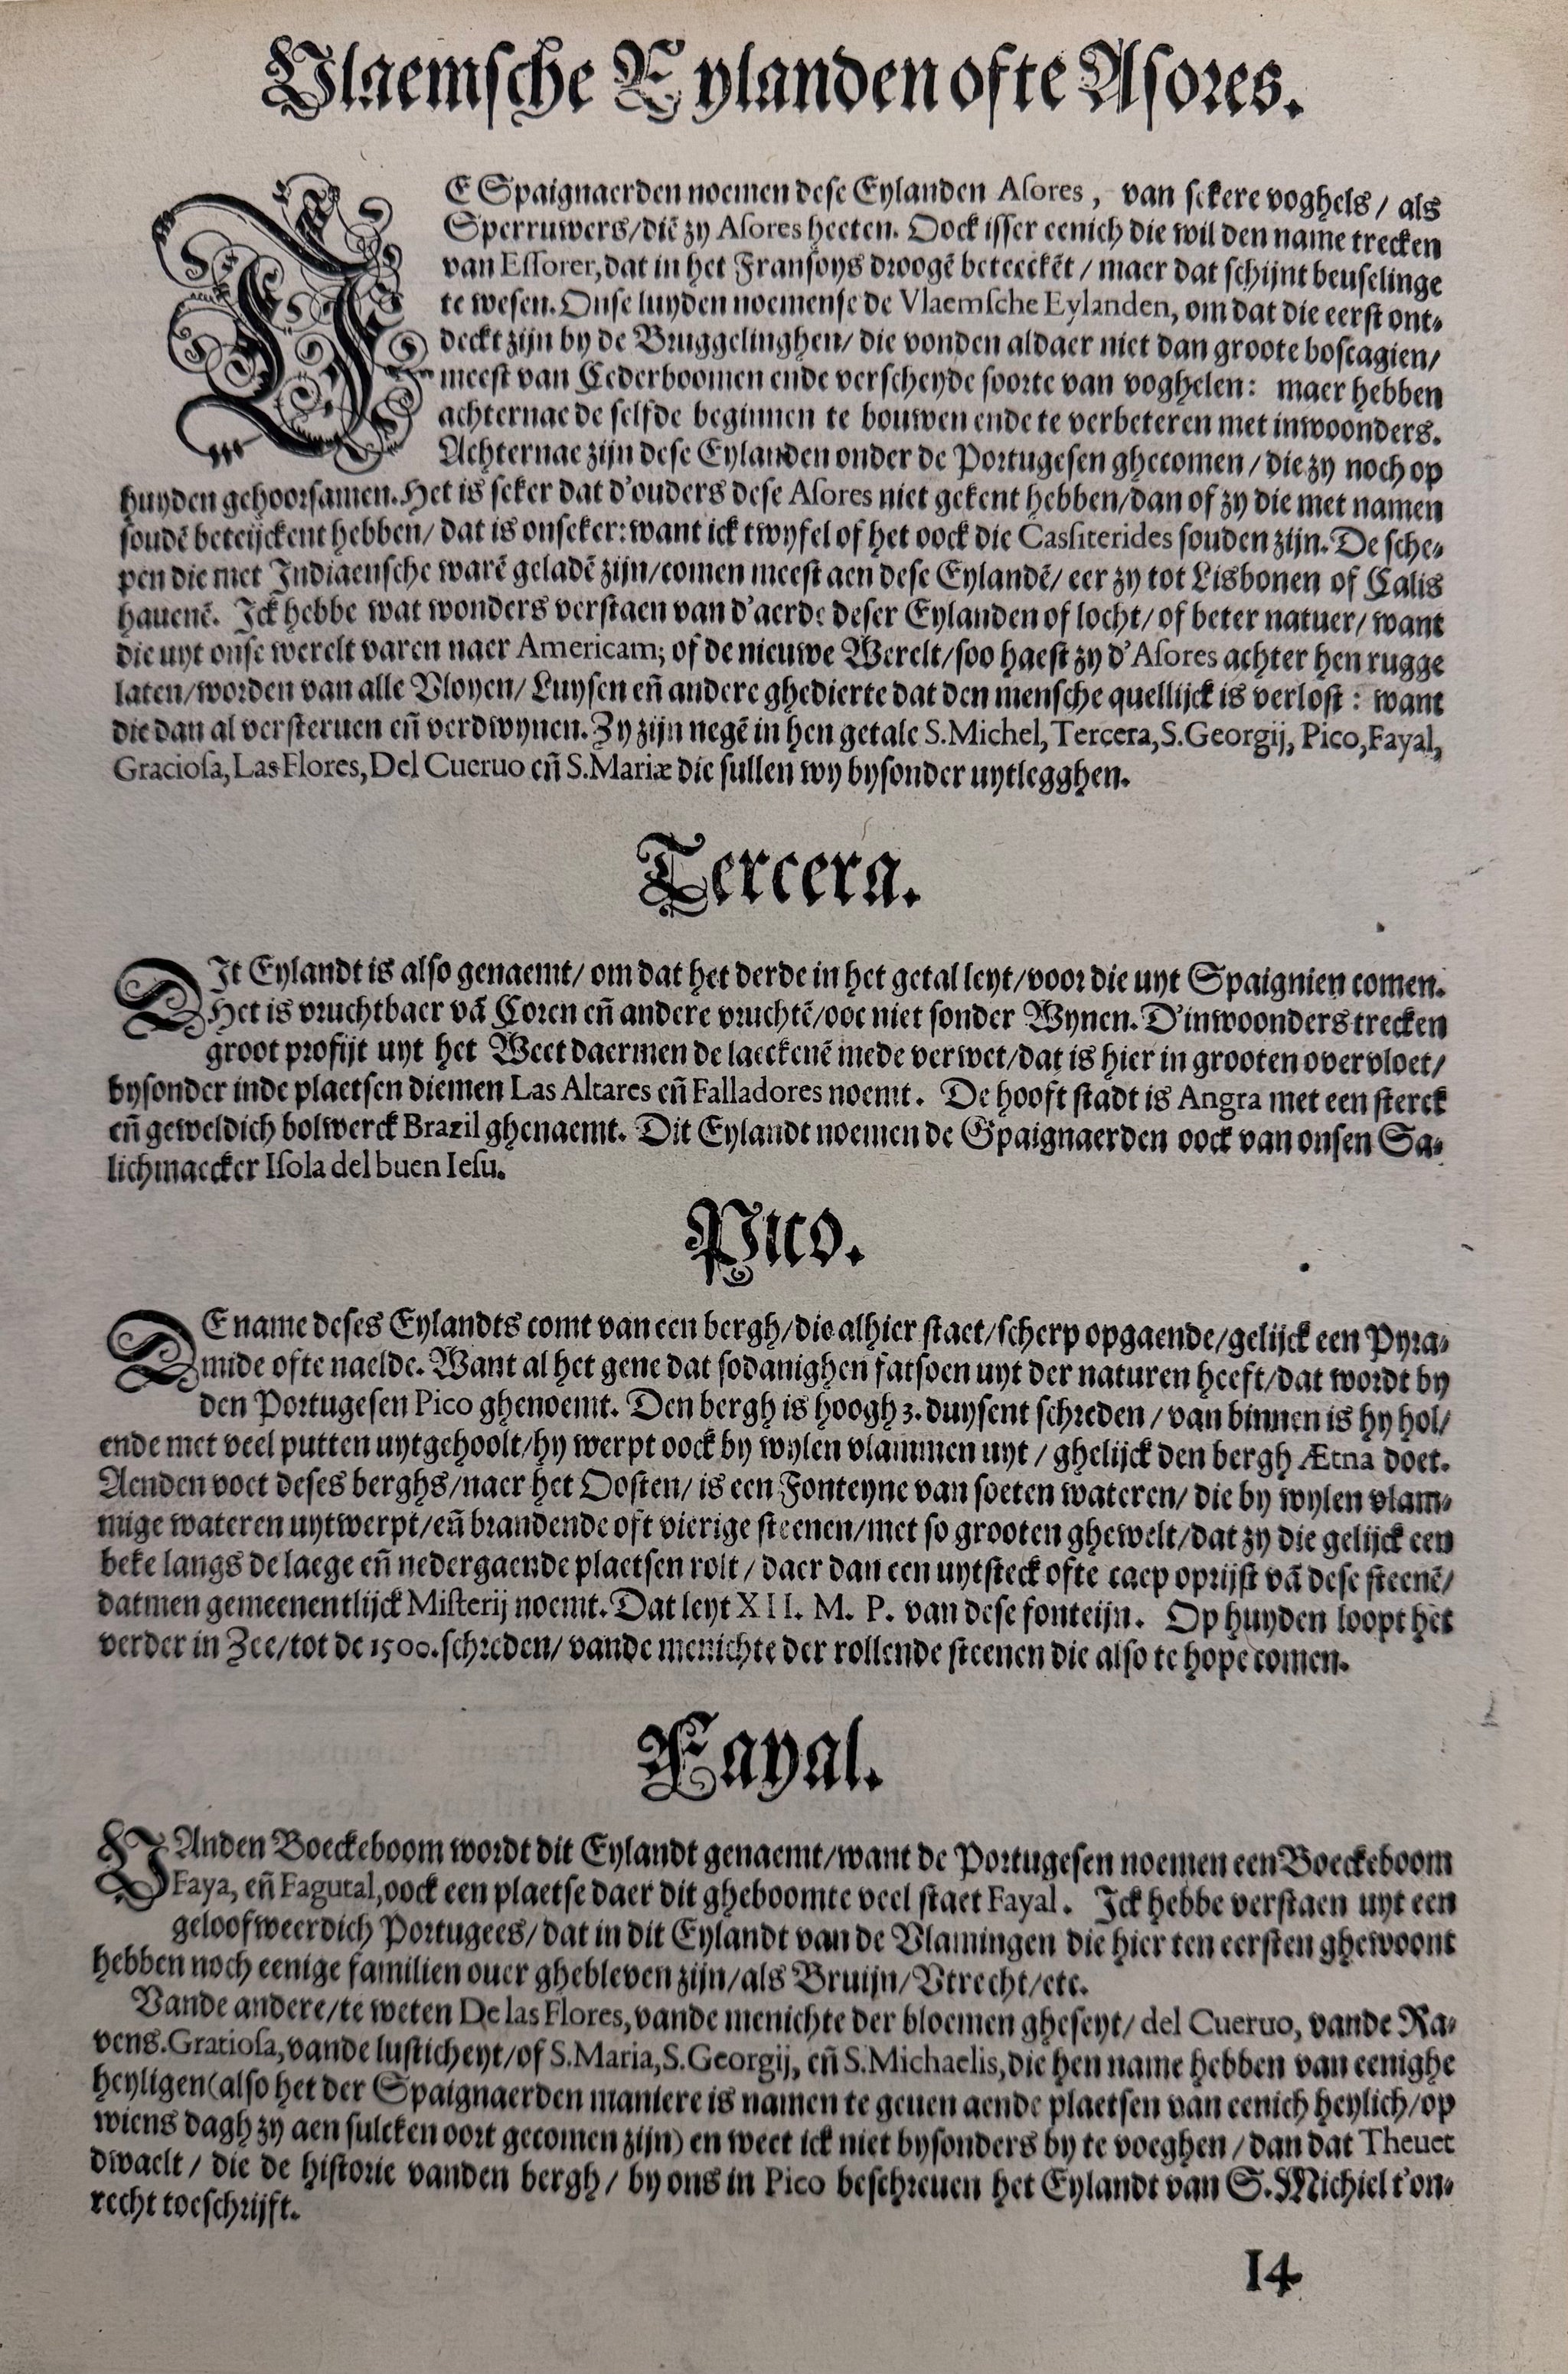 Vlaemsche Eylanden ofte Asores.
DE Spaignaerden noemen dese Eylanden Asores, van sekere voghels/ als
Sperruwers/diē zy Asores heeten. Oock isser eenich die wil den name trecken
van Essorer, dat in het Fransoys droogē beteeckēt / maer dat schijnt beuselinge
te wesen. Onse luyden noemense de Vlaemsche Eylanden, om dat die eerst ont-
deckt zijn by de Bruggelinghen/ die vonden aldaer niet dan groote boscagien/
meest van Cederboomen ende verscheyde soorte van voghelen: maer hebben
achternae de selfde beginnen te bouwen ende te verbeteren met inwoonders.
Achternae zijn dese Eylanden onder de Portugesen ghecomen / die zy noch op
huyden gehoorsamen. Het is seker dat d'ouders dese Asores niet gekent hebben/dan of zy die met namen
soudē beteijckent hebben/ dat is onseker: want ick twyfel of het oock die Cassiterides souden zijn. De sche-
pen die met Indiaensche warē geladē zijn/comen meest aen dese Eylandē/ eer zy tot Lisbonen of Calis
hauenē. Ick hebbe wat wonders verstaen van d'aerde deser Eylanden of locht/ of beter natuer/ want
die uyt onse werelt varen naer Americam; of de nieuwe Werelt/soo haest zy d'Asores achter hen rugge
laten/worden van alle Vloyen/ Luysen eñ andere ghedierte dat den mensche quellijck is verlost: want
die dan al versteruen eñ verdwynen. Zy zijn negē in hen getale S. Michel, Tercera, S. Georgij, Pico, Fayal,
Graciosa, Las Flores, Del Cueruo eñ S. Mariæ die sullen wy bysonder uytlegghen.
Tercera.
DIt Eylandt is also genaemt/ om dat het derde in het getal leyt/voor die uyt Spaignien comen.
Het is vruchtbaer vā Coren eñ andere vruchtē/ooc niet sonder Wynen. D'inwoonders trecken
groot profijt uyt het Weet daermen de laeckenē mede verwet/dat is hier in grooten overvloet/
bysonder inde plaetsen diemen Las Altares eñ Falladores noemt. De hooft stadt is Angra met een sterck
eñ geweldich bolwerck Brazil ghenaemt. Dit Eylandt noemen de Spaignaerden oock van onsen Sa-
lichmaecker Isola del buen Iesu.
Pico.
DE name deses Eylandts comt van een bergh/die alhier staet/scherp opgaende/gelijck een Pyra-
mide ofte naelde. Want al het gene dat sodanighen fatsoen uyt der naturen heeft/dat wordt by
den Portugesen Pico ghenoemt. Den bergh is hoogh 3. duysent schreden / van binnen is hy hol/
ende met veel putten uytgehoolt/hy werpt oock by wylen vlammen uyt / ghelijck den bergh Ætna doet.
Aenden voet deses berghs/naer het Oosten/ is een Fonteyne van soeten wateren/ die by wylen vlam-
mige wateren uytwerpt/eñ brandende oft vierige steenen/met so grooten ghewelt/dat zy die gelijck een
beke langs de laege eñ nedergaende plaetsen rolt / daer dan een uytsteck ofte caep oprijst vā dese steenē/
datmen gemeenentlijck Misterij noemt. Dat leyt XII. M. P. van dese fonteijn. Op huyden loopt het
verder in Zee/tot de 1500. schreden/ vande menichte der rollende steenen die also te hope comen.
Fayal.
VAnden Boeckeboom wordt dit Eylandt genaemt/want de Portugesen noemen een Boeckeboom
Faya, eñ Fagutal, oock een plaetse daer dit gheboomte veel staet Fayal. Ick hebbe verstaen uyt een
geloofweerdich Portugees/ dat in dit Eylandt van de Vlamingen die hier ten eersten ghewoont
hebben noch eenige familien ouer ghebleven zijn/als Bruijn/Vtrecht/etc.
Vande andere/te weten De las Flores, vande menichte der bloemen gheseyt/ del Cueruo, vande Ra-
vens. Gratiosa, vande lusticheyt/of S. Maria, S. Georgij, eñ S. Michaelis, die hen name hebben van eenighe
heyligen (also het der Spaignaerden maniere is namen te geuen aende plaetsen van eenich heylich/op
wiens dagh zy aen sulcken oort gecomen zijn) en weet ick niet bysonders by te voeghen / dan dat Theuet
dwaelt / die de historie vanden bergh / by ons in Pico beschreuen het Eylandt van S. Michiel t'on-
recht toeschrijft.
14